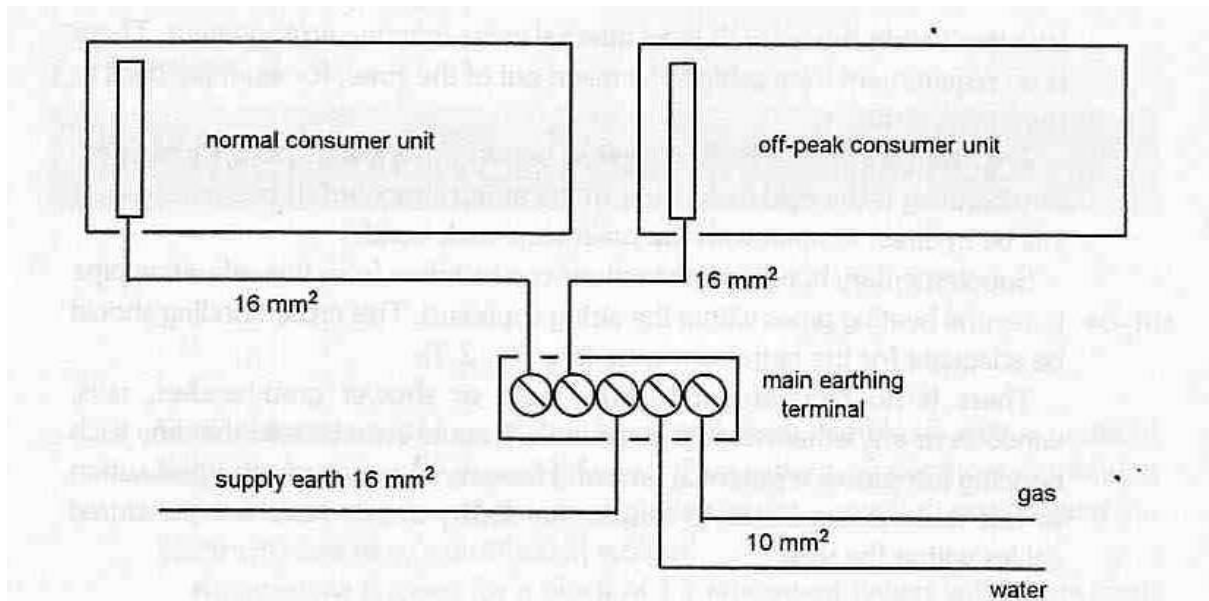 normal consumer unit
off-peak consumer unit
16 mm²
16 mm²
main earthing
terminal
supply earth 16 mm²
gas
10 mm²
water